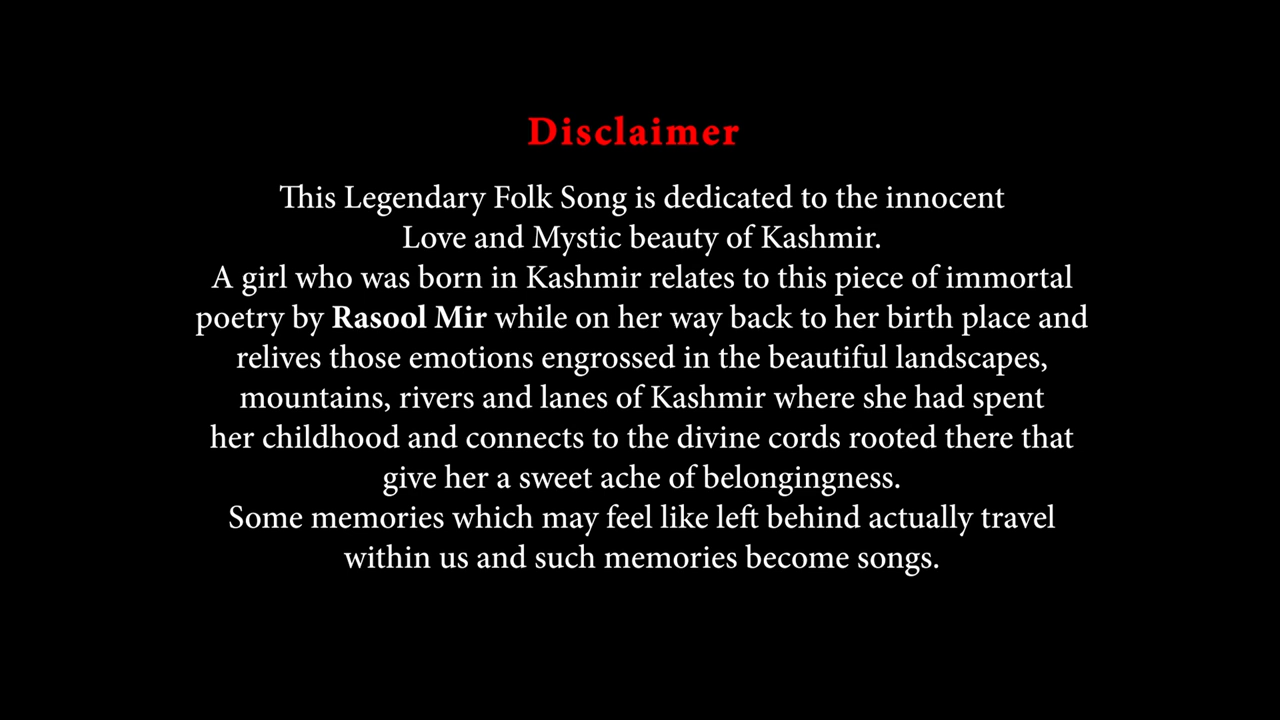 Disclaimer
This Legendary Folk Song is dedicated to the innocent
Love and Mystic beauty of Kashmir.
A girl who was born in Kashmir relates to this piece of immortal
poetry by Rasool Mir while on her way back to her birth place and
relives those emotions engrossed in the beautiful landscapes,
mountains, rivers and lanes of Kashmir where she had spent
her childhood and connects to the divine cords rooted there that
give her a sweet ache of belongingness.
Some memories which may feel like left behind actually travel
within us and such memories become songs.